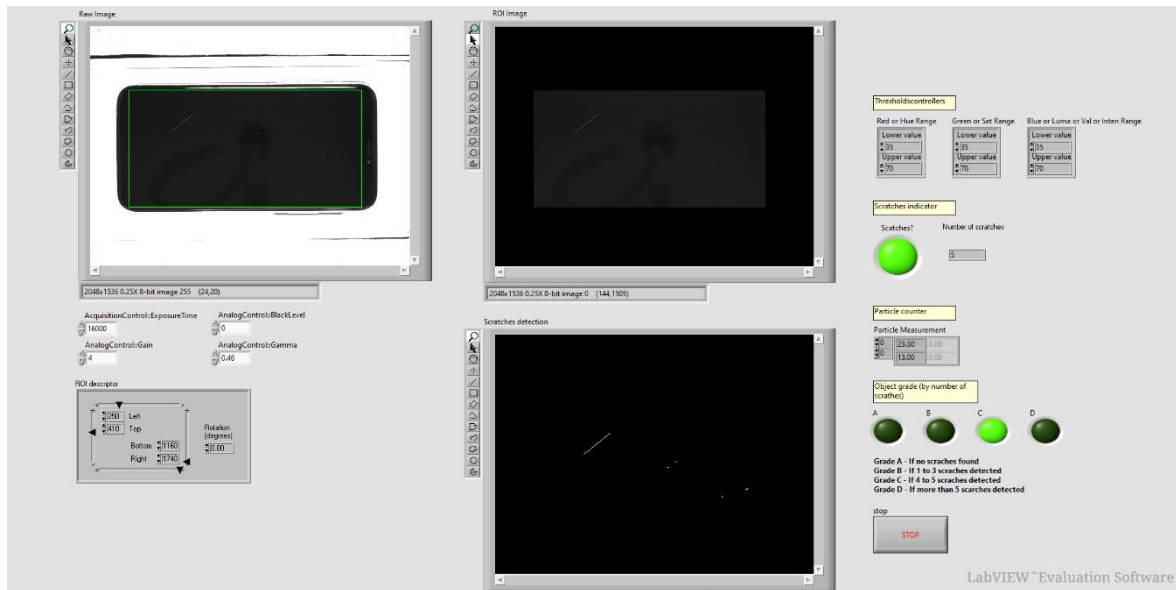 Raw Image
2048x1536 0.25X 8-bit image 255 (24,20)
AcquisitionControl::ExposureTime
16000
AnalogControl::BlackLevel
0
AnalogControl::Gain
4
AnalogControl::Gamma
0.46
ROI descriptor
250 Left
410 Top
Bottom 1160
Right 1740
Rotation
(degrees)
0.00
ROI Image
2048x1536 0.25X 8-bit image 0 (144,1505)
Scratches detection
Thresholdscontrollers
Red or Hue Range
Lower value
35
Upper value
70
Green or Sat Range
Lower value
35
Upper value
70
Blue or Luma or Val or Inten Range
Lower value
35
Upper value
70
Scratches indicator
Scatches?
Number of scratches
5
Particle counter
Particle Measurement
0 23.00 0.00
0 13.00 0.00
Object grade (by number of
scrathes)
A B C D
Grade A - If no scraches found
Grade B - If 1 to 3 scraches detected
Grade C - If 4 to 5 scraches detected
Grade D - If more than 5 scarches detected
stop
STOP
LabVIEW™ Evaluation Software